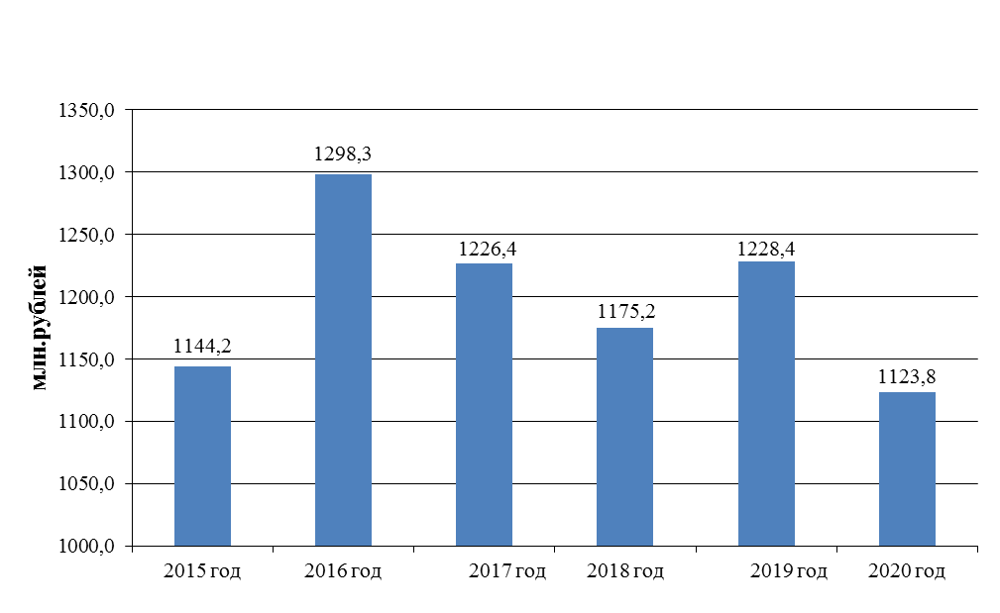 млн.рублей
1350,0
1300,0
1250,0
1200,0
1150,0
1100,0
1050,0
1000,0
1144,2
1298,3
1226,4
1175,2
1228,4
1123,8
2015 год
2016 год
2017 год
2018 год
2019 год
2020 год